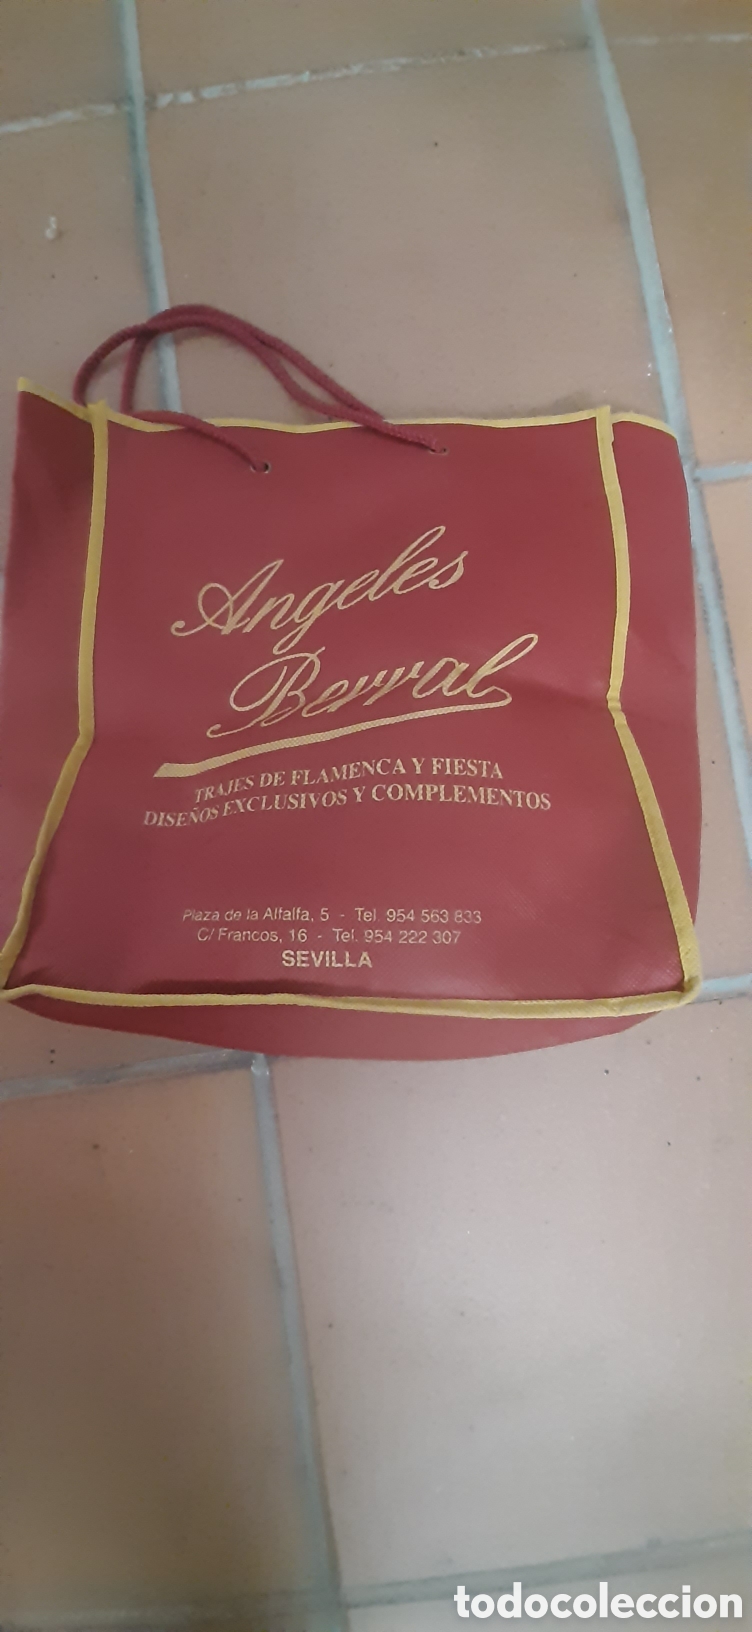 Angeles
Berral
TRAJES DE FLAMENCA Y FIESTA
DISEÑOS EXCLUSIVOS Y COMPLEMENTOS
Plaza de la Alfalfa, 5 - Tel. 954 563 833
C/ Francos, 16 - Tel. 954 222 307
SEVILLA
todocoleccion